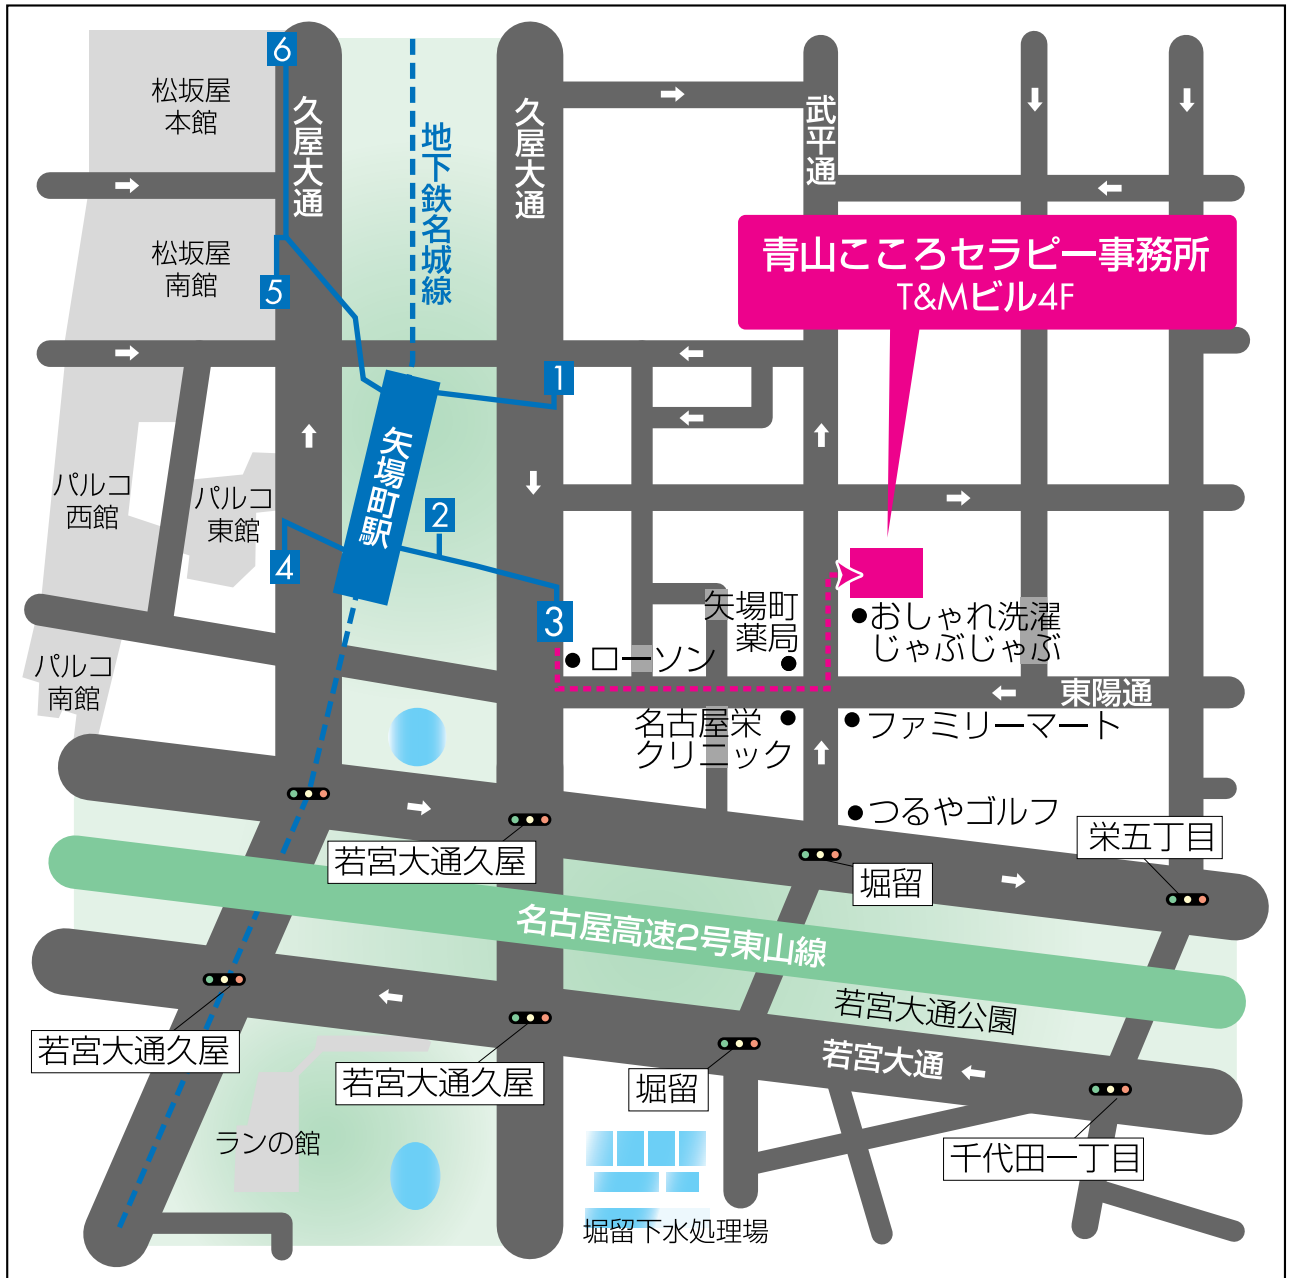 6
松坂屋
本館
久屋大通
地下鉄名城線
久屋大通
武平通
松坂屋
南館
5
青山こころセラピー事務所
T&Mビル4F
1
矢場町駅
パルコ
西館
パルコ
東館
2
4
3
矢場町
薬局
おしゃれ洗濯
じゃぶじゃぶ
ローソン
パルコ
南館
東陽通
名古屋栄
クリニック
ファミリーマート
つるやゴルフ
栄五丁目
若宮大通久屋
堀留
名古屋高速2号東山線
若宮大通公園
若宮大通久屋
若宮大通久屋
堀留
若宮大通
千代田一丁目
ランの館
堀留下水処理場